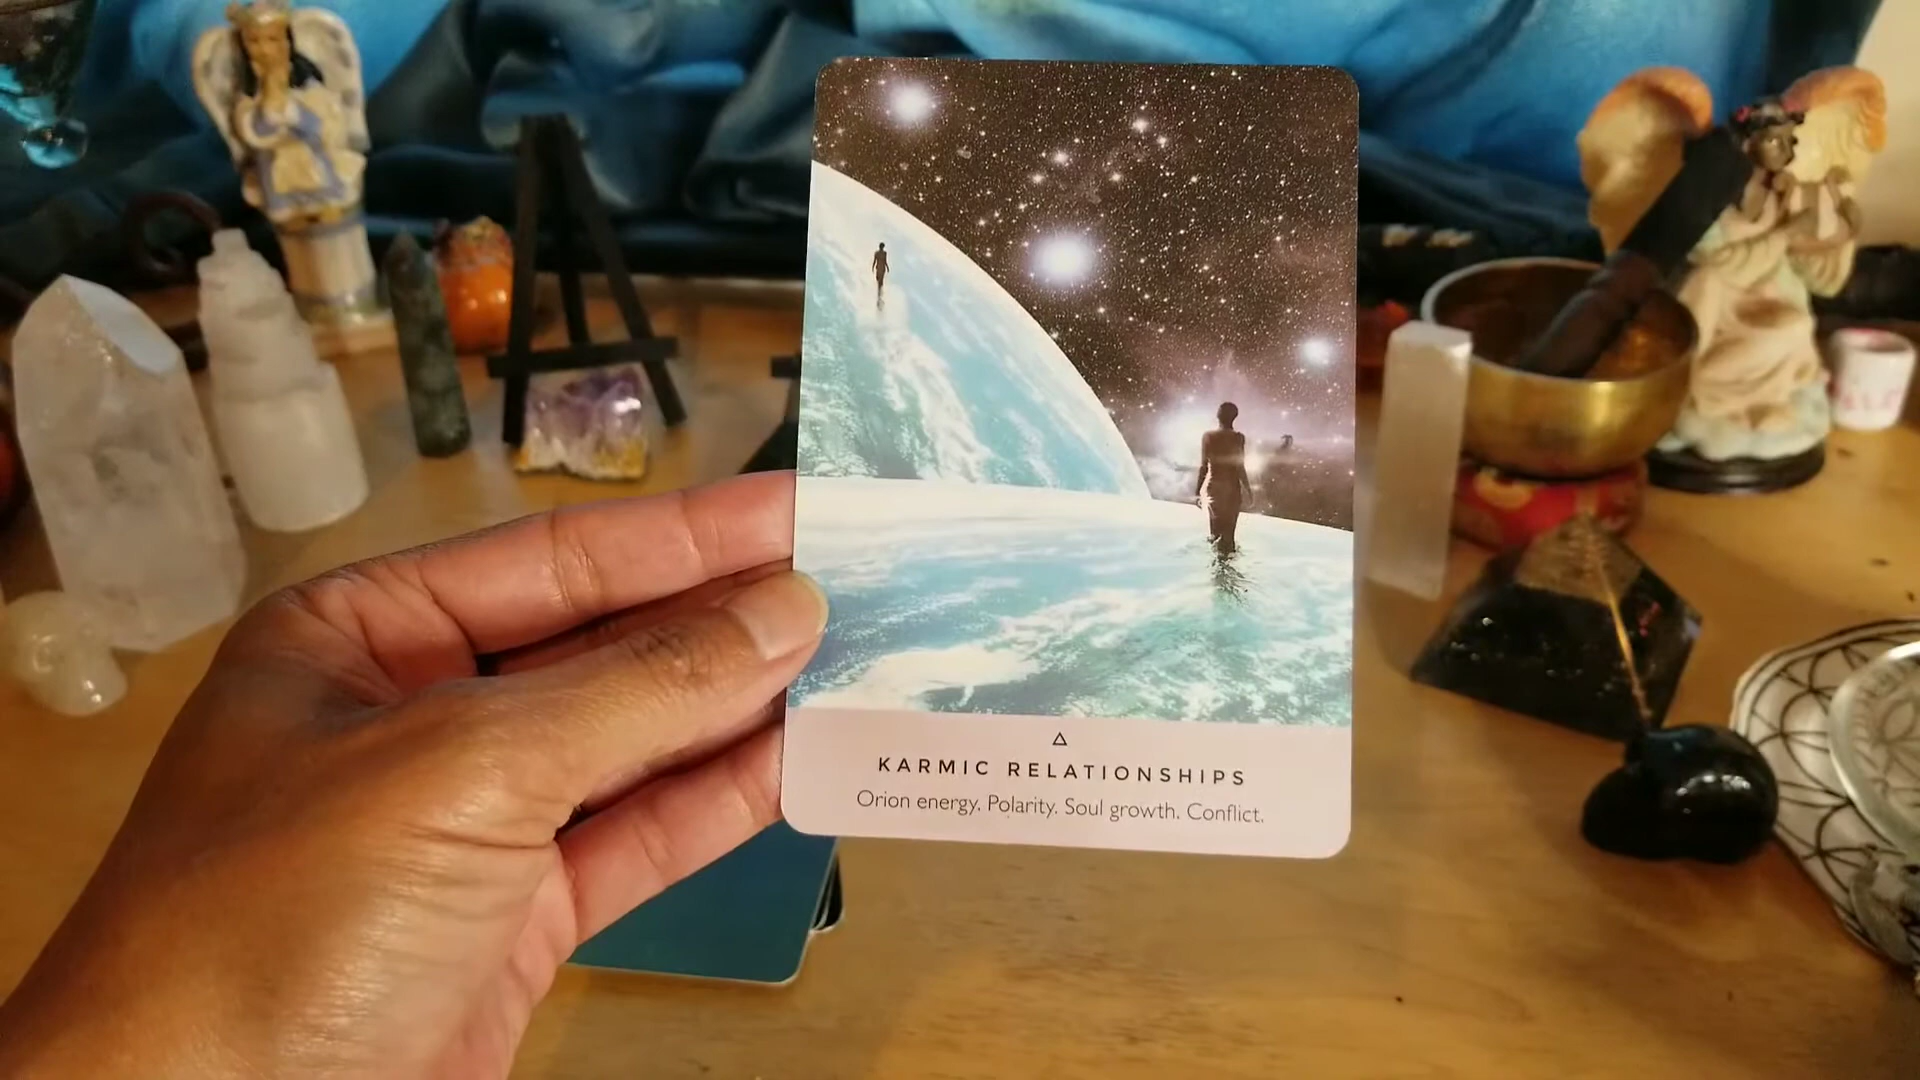 KARMIC RELATIONSHIPS
Orion energy. Polarity. Soul growth. Conflict.